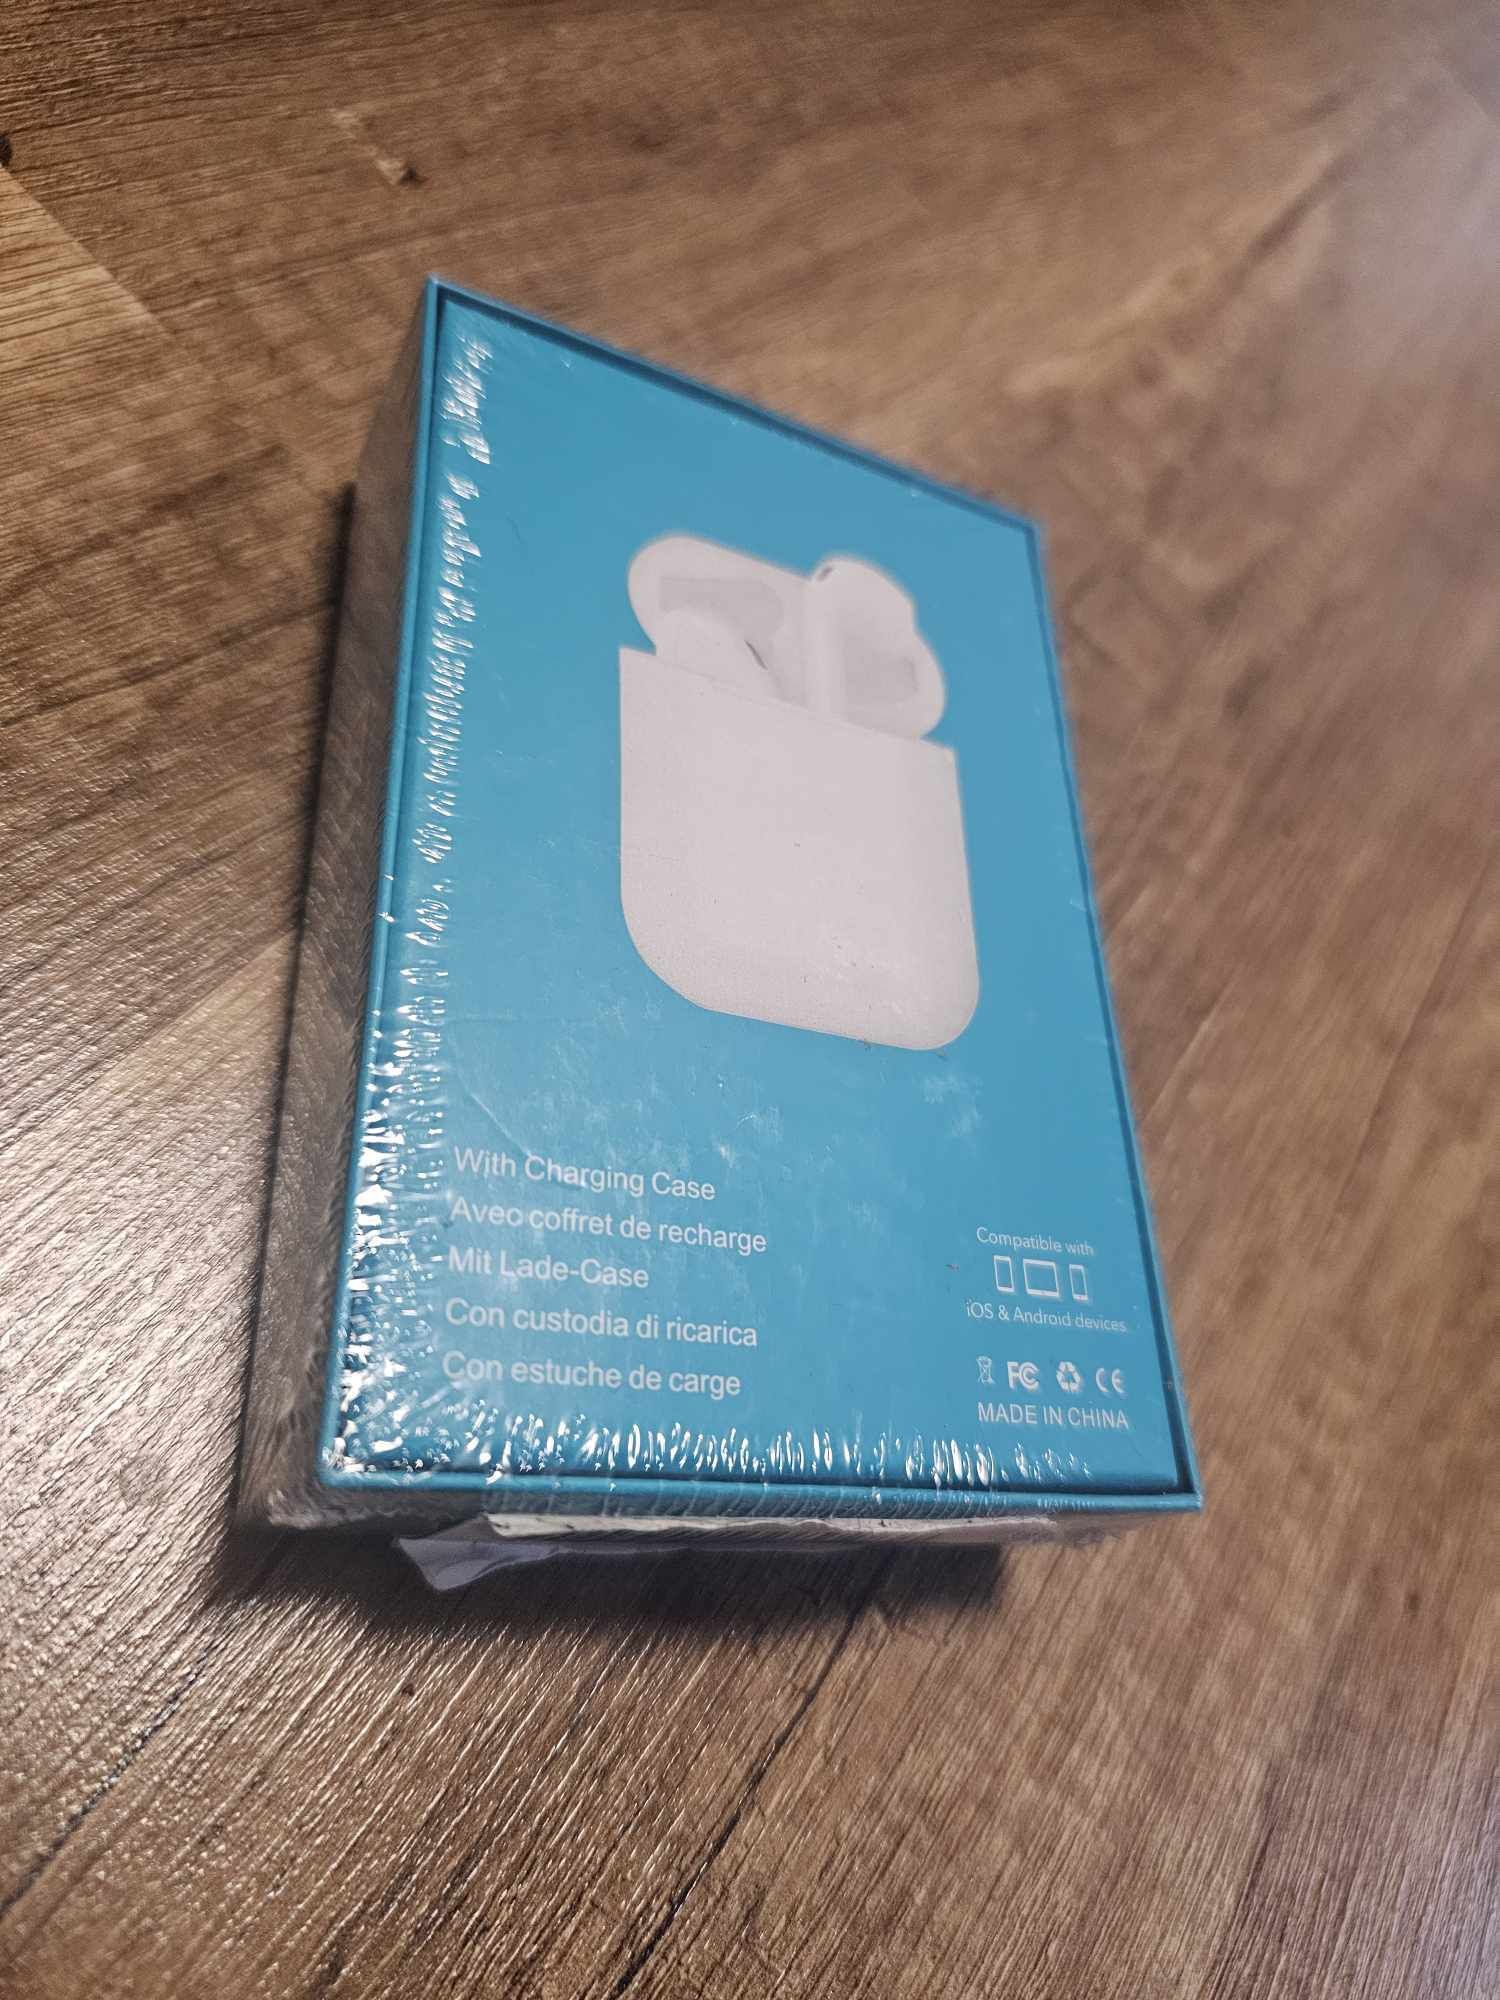 With Charging Case
Avec coffret de recharge
Mit Lade-Case
Con custodia di ricarica
Con estuche de carge
Compatible with
iOS & Android devices
FC CE
MADE IN CHINA